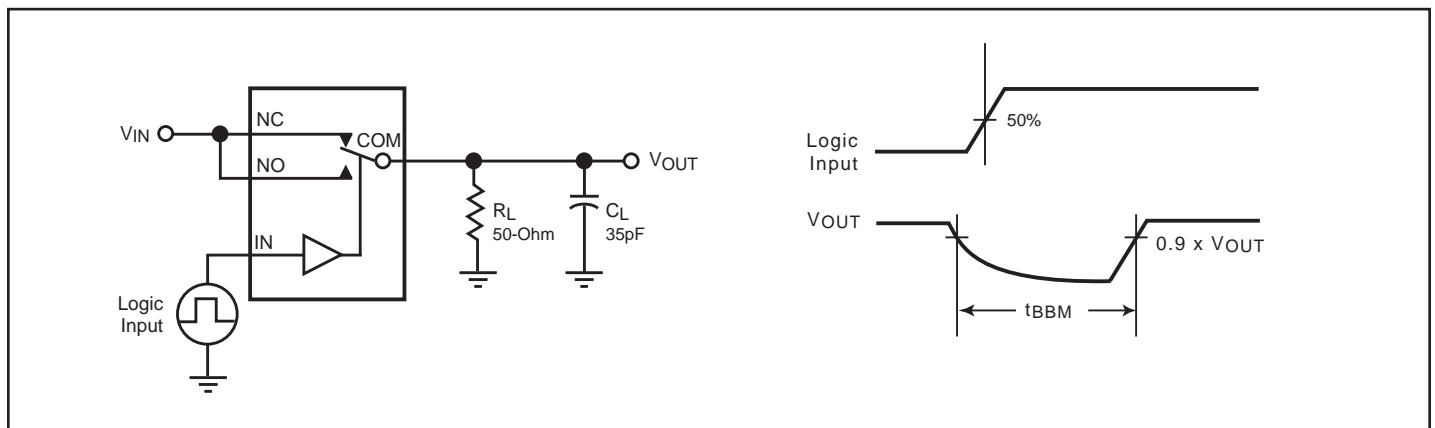 VIN
NC
NO
COM
IN
Logic
Input
RL
50-Ohm
CL
35pF
VOUT
Logic
Input
50%
VOUT
0.9 x VOUT
tBBM